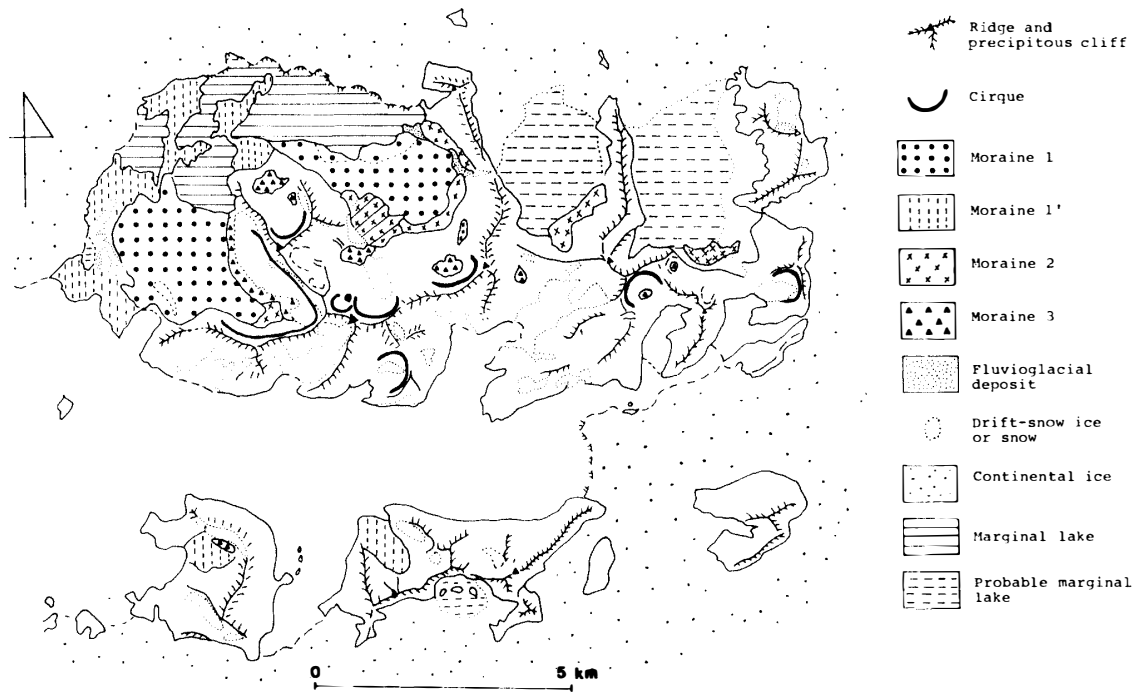 Ridge and
precipitous cliff
Cirque
Moraine 1
Moraine 1'
Moraine 2
Moraine 3
Fluvioglacial
deposit
Drift-snow ice
or snow
Continental ice
Marginal lake
Probable marginal
lake
0 5 km